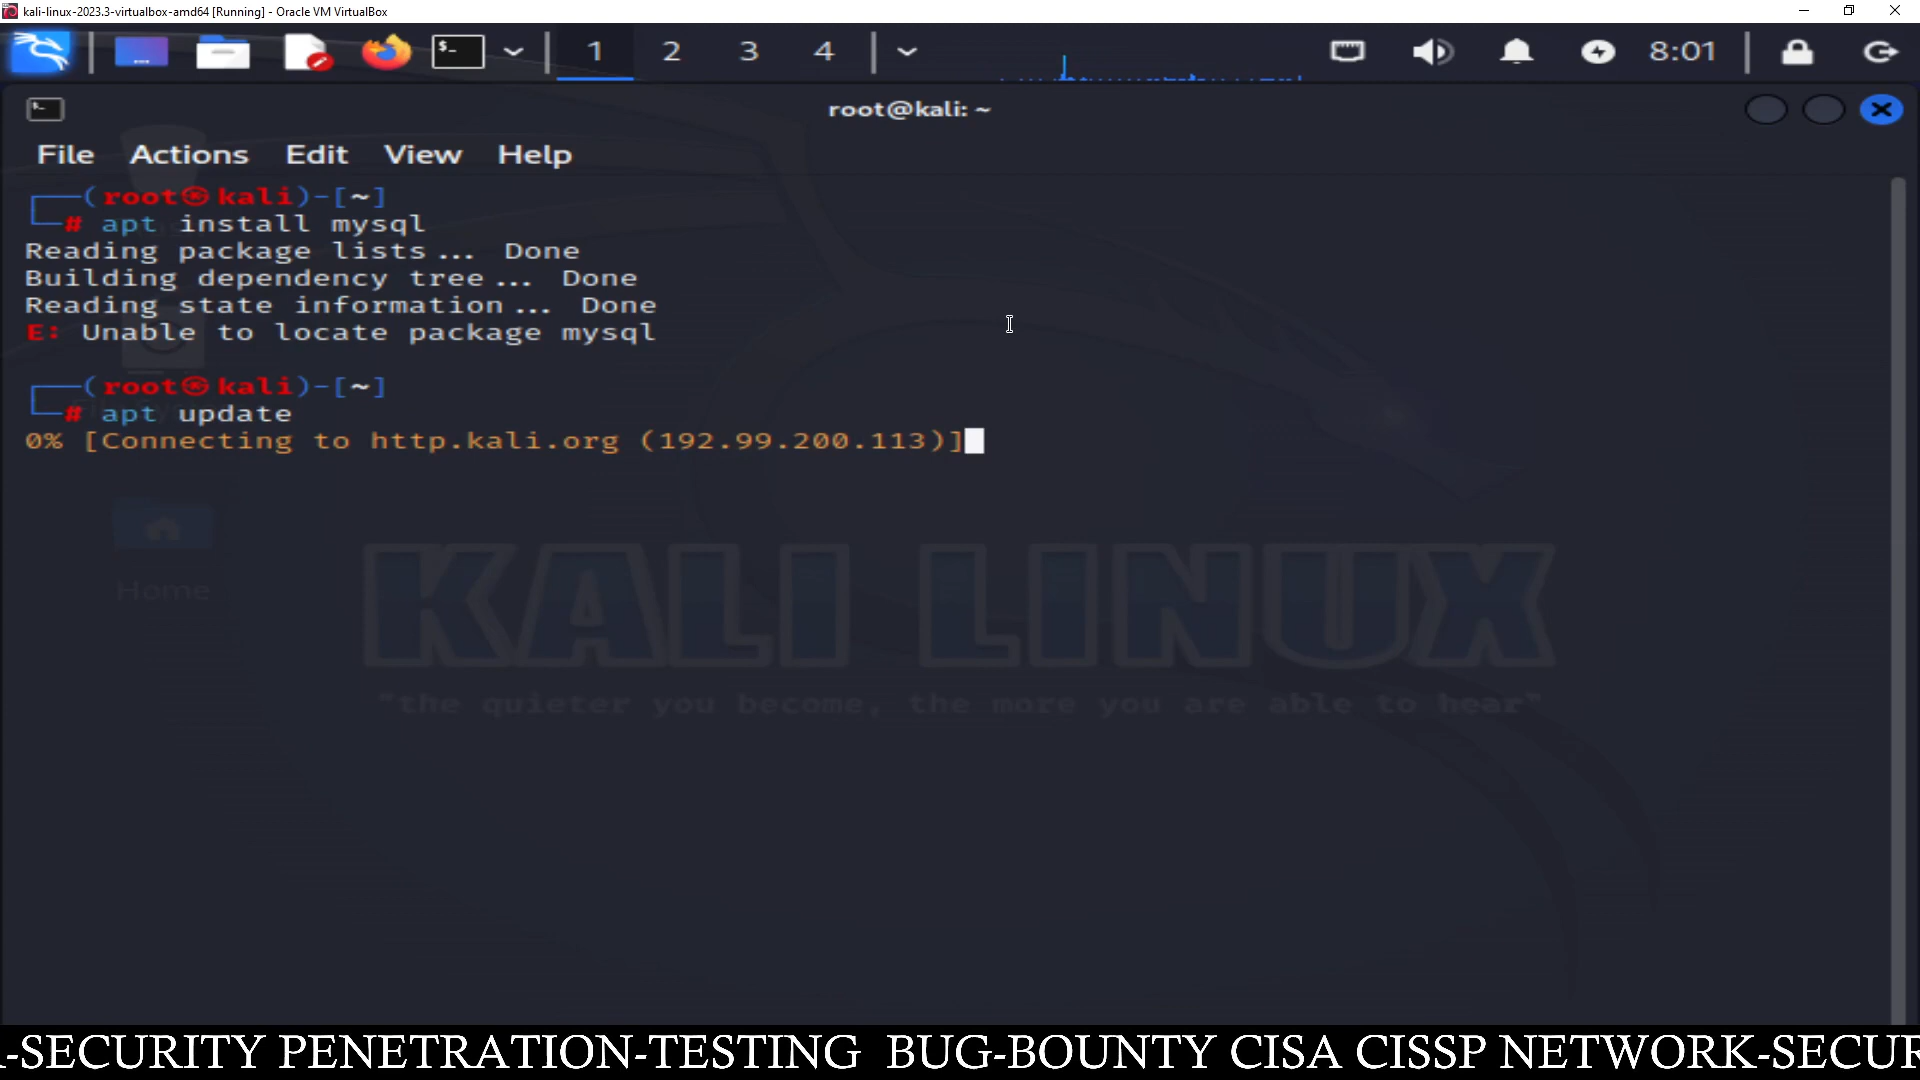 kali-linux-2023.3-virtualbox-amd64 [Running] - Oracle VM VirtualBox
$-
1 2 3 4
8:01
root@kali: ~
File Actions Edit View Help
┌──(root㉿kali)-[~]
└─# apt install mysql
Reading package lists... Done
Building dependency tree... Done
Reading state information... Done
E: Unable to locate package mysql
┌──(root㉿kali)-[~]
└─# apt update
0% [Connecting to http.kali.org (192.99.200.113)]
Home
KALI LINUX
"the quieter you become, the more you are able to hear"
-SECURITY PENETRATION-TESTING BUG-BOUNTY CISA CISSP NETWORK-SECUR